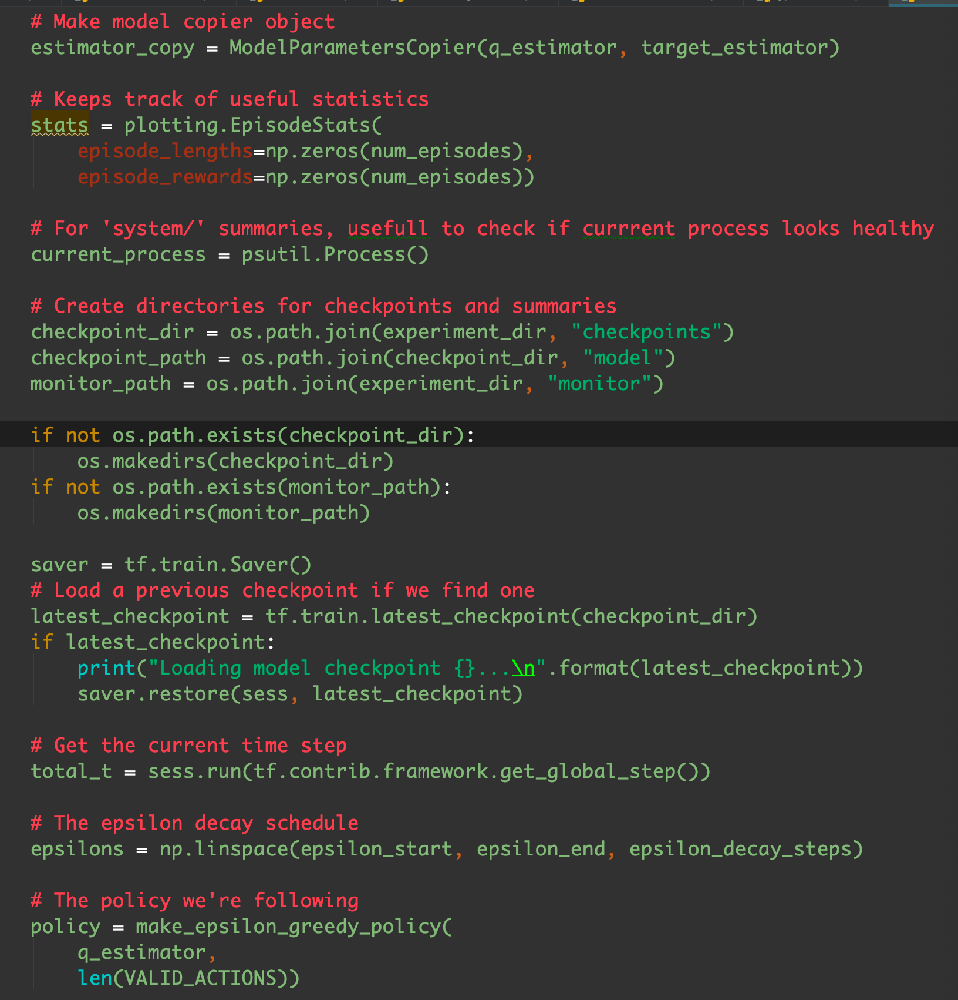 # Make model copier object
estimator_copy = ModelParametersCopier(q_estimator, target_estimator)
# Keeps track of useful statistics
stats = plotting.EpisodeStats(
    episode_lengths=np.zeros(num_episodes),
    episode_rewards=np.zeros(num_episodes))
# For 'system/' summaries, usefull to check if currrent process looks healthy
current_process = psutil.Process()
# Create directories for checkpoints and summaries
checkpoint_dir = os.path.join(experiment_dir, "checkpoints")
checkpoint_path = os.path.join(checkpoint_dir, "model")
monitor_path = os.path.join(experiment_dir, "monitor")
if not os.path.exists(checkpoint_dir):
    os.makedirs(checkpoint_dir)
if not os.path.exists(monitor_path):
    os.makedirs(monitor_path)
saver = tf.train.Saver()
# Load a previous checkpoint if we find one
latest_checkpoint = tf.train.latest_checkpoint(checkpoint_dir)
if latest_checkpoint:
    print("Loading model checkpoint {}...\n".format(latest_checkpoint))
    saver.restore(sess, latest_checkpoint)
# Get the current time step
total_t = sess.run(tf.contrib.framework.get_global_step())
# The epsilon decay schedule
epsilons = np.linspace(epsilon_start, epsilon_end, epsilon_decay_steps)
# The policy we're following
policy = make_epsilon_greedy_policy(
    q_estimator,
    len(VALID_ACTIONS))